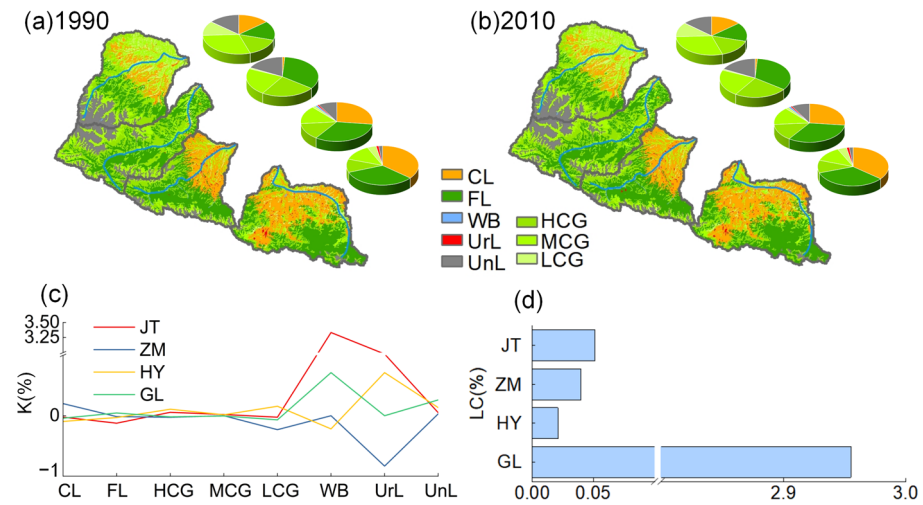 (a)1990
(b)2010
CL
FL
WB
UrL
UnL
HCG
MCG
LCG
(c)
3.50
3.25
0
−1
K(%)
JT
ZM
HY
GL
CL FL HCG MCG LCG WB UrL UnL
(d)
LC(%)
JT
ZM
HY
GL
0.00 0.05 2.9 3.0